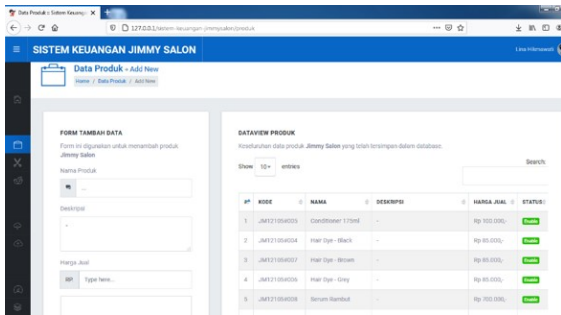 Data Produk » Sistem Keuangan
127.0.0.1/sistem-keuangan-jimmysalon/produk
SISTEM KEUANGAN JIMMY SALON
Data Produk » Add New
Home / Data Produk / Add New
FORM TAMBAH DATA
Form ini digunakan untuk menambah produk
Jimmy Salon
Nama Produk
...
Deskripsi
-
Harga Jual
RP. Type here...
DATAVIEW PRODUK
Keseluruhan data produk Jimmy Salon yang telah tersimpan dalam database.
Show 10 entries
Search:
KODE NAMA DESKRIPSI HARGA JUAL STATUS
1 JM121054005 Conditioner 175ml - Rp 100.000,- Enable
2 JM121054004 Hair Dye - Black - Rp 85.000,- Enable
3 JM121054007 Hair Dye - Brown - Rp 85.000,- Enable
4 JM121054006 Hair Dye - Grey - Rp 85.000,- Enable
5 JM121054008 Serum Rambut - Rp 700.000,- Enable